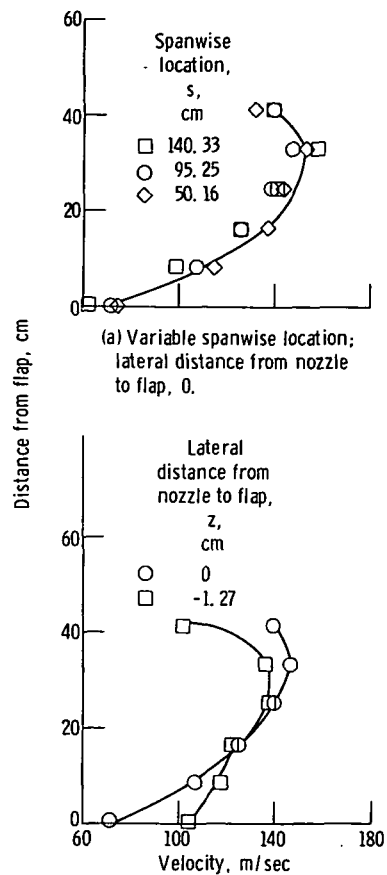 60
40
20
0
Spanwise
location,
s,
cm
140. 33
95. 25
50. 16
(a) Variable spanwise location;
lateral distance from nozzle
to flap, 0.
Distance from flap, cm
Lateral
distance from
nozzle to flap,
z,
cm
0
-1. 27
60
40
20
0
60 100 140 180
Velocity, m/sec